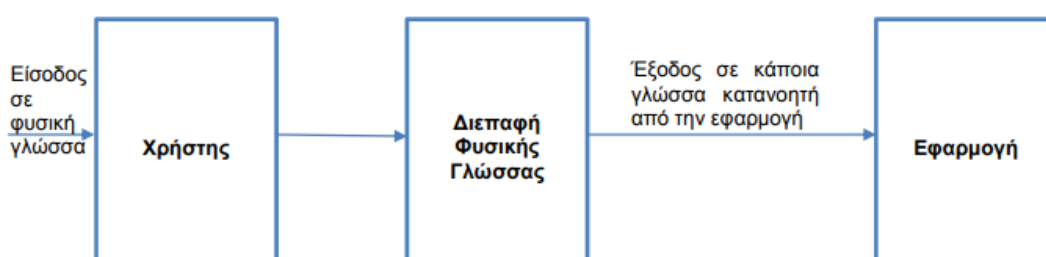 Είσοδος
σε
φυσική
γλώσσα
Χρήστης
Διεπαφή
Φυσικής
Γλώσσας
Έξοδος σε κάποια
γλώσσα κατανοητή
από την εφαρμογή
Εφαρμογή